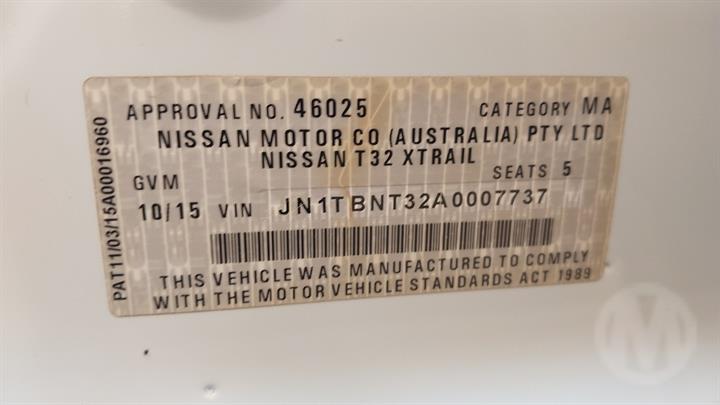 APPROVAL NO. 46025 CATEGORY MA
NISSAN MOTOR CO (AUSTRALIA) PTY LTD
NISSAN T32 XTRAIL
GVM SEATS 5
10/15 VIN JN1TBNT32A0007737
THIS VEHICLE WAS MANUFACTURED TO COMPLY
WITH THE MOTOR VEHICLE STANDARDS ACT 1989
PAT11/03/15A00016960
M